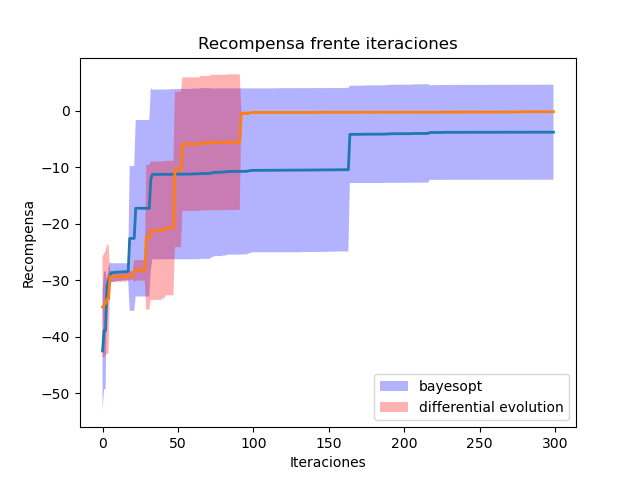 Recompensa frente iteraciones
Recompensa
0
−10
−20
−30
−40
−50
bayesopt
differential evolution
0 50 100 150 200 250 300
Iteraciones